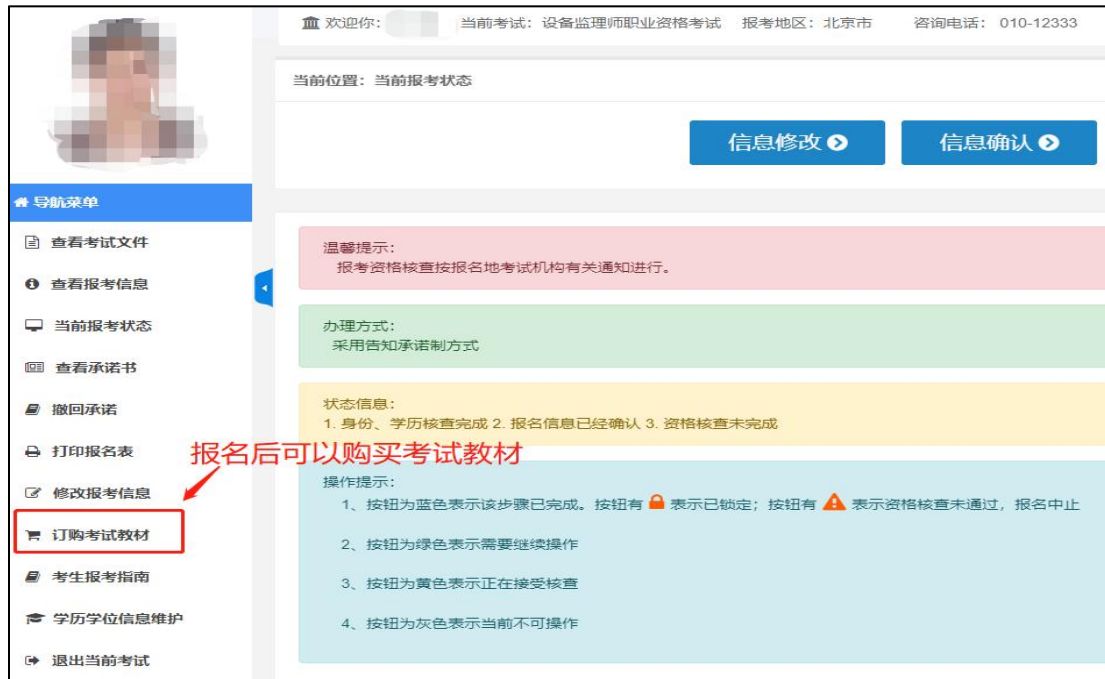 欢迎你:
当前考试: 设备监理师职业资格考试
报考地区: 北京市
咨询电话: 010-12333
当前位置: 当前报考状态
信息修改
信息确认
导航菜单
查看考试文件
查看报考信息
当前报考状态
查看承诺书
撤回承诺
打印报名表
修改报考信息
订购考试教材
考生报考指南
学历学位信息维护
退出当前考试
温馨提示:
报考资格核查按报名地考试机构有关通知进行。
办理方式:
采用告知承诺制方式
状态信息:
1. 身份、学历核查完成 2. 报名信息已经确认 3. 资格核查未完成
报名后可以购买考试教材
操作提示:
1、按钮为蓝色表示该步骤已完成。按钮有 表示已锁定; 按钮有 表示资格核查未通过, 报名中止
2、按钮为绿色表示需要继续操作
3、按钮为黄色表示正在接受核查
4、按钮为灰色表示当前不可操作